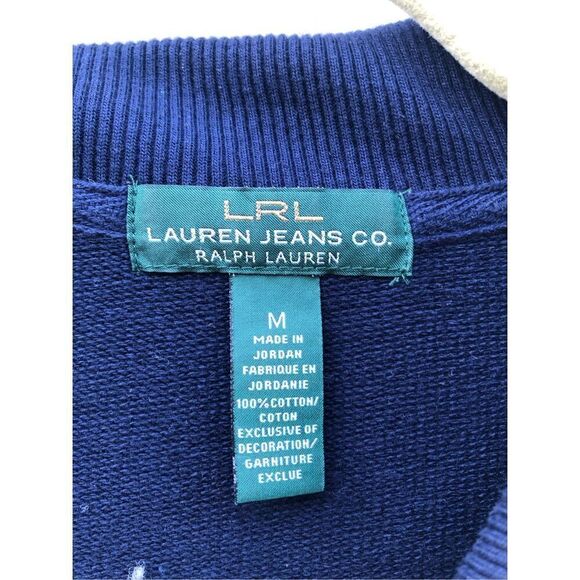 LRL
LAUREN JEANS CO.
RALPH LAUREN
M
MADE IN
JORDAN
FABRIQUE EN
JORDANIE
100% COTTON/
COTON
EXCLUSIVE OF
DECORATION/
GARNITURE
EXCLUE